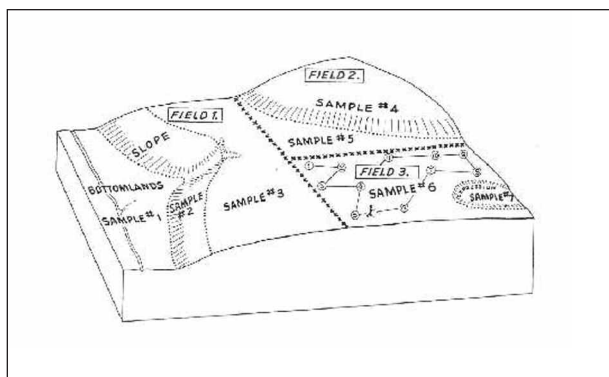 FIELD 2.
SAMPLE #4
FIELD 1.
SLOPE
SAMPLE #5
FIELD 3.
BOTTOMLANDS
SAMPLE #6
SAMPLE #3
SAMPLE #2
SAMPLE #1
DEPRESSION
SAMPLE #7